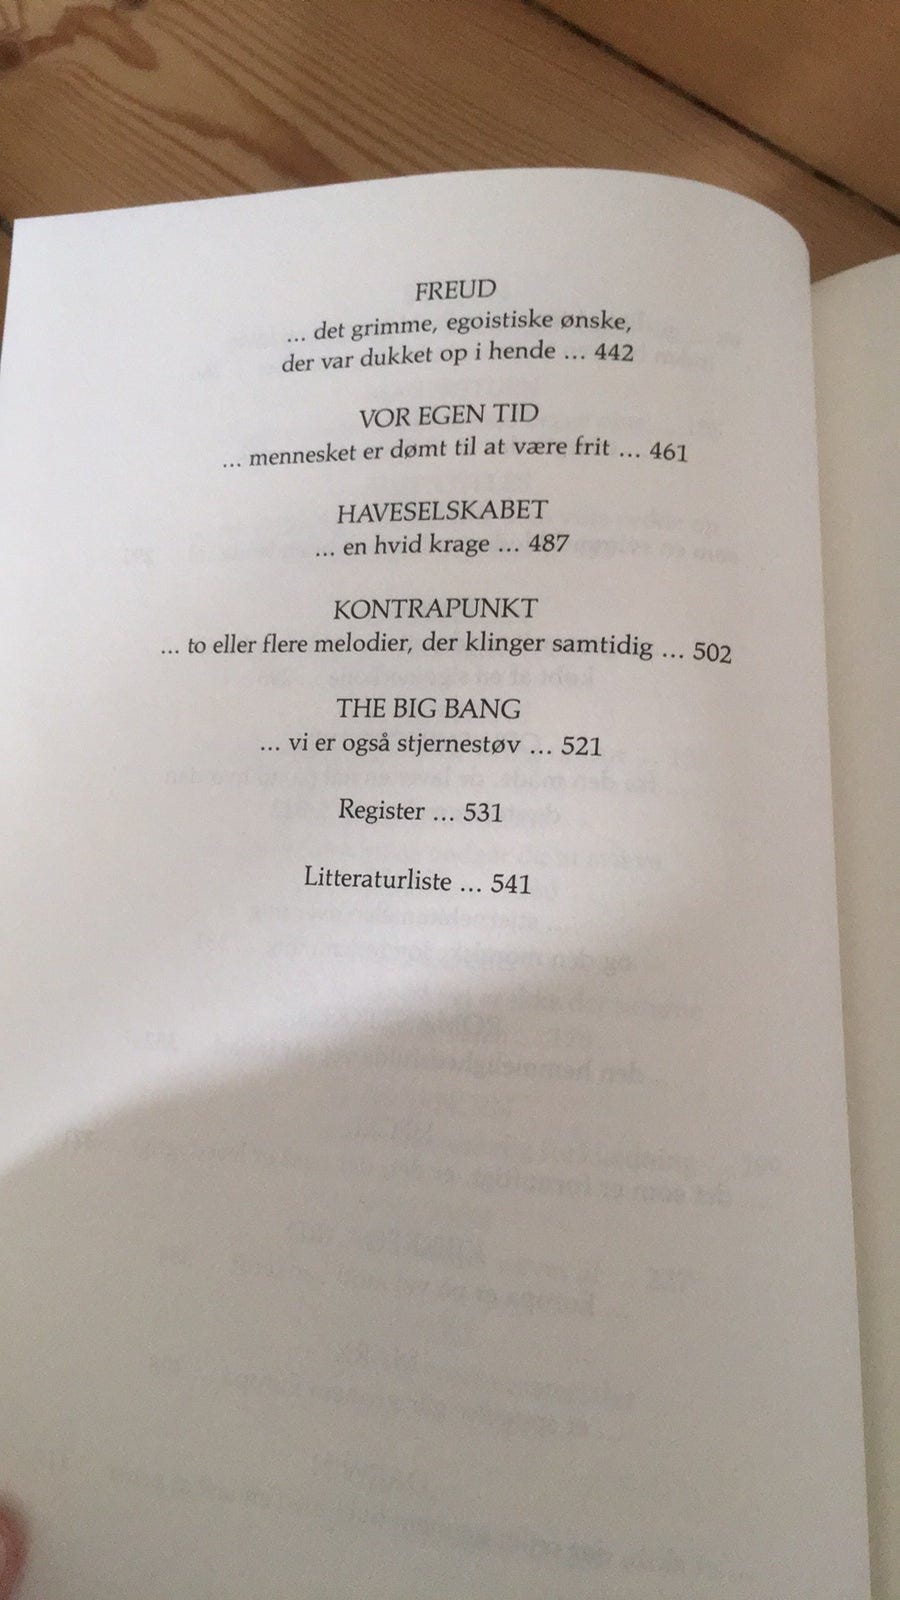 FREUD
... det grimme, egoistiske ønske,
der var dukket op i hende ... 442
VOR EGEN TID
... mennesket er dømt til at være frit ... 461
HAVESELSKABET
... en hvid krage ... 487
KONTRAPUNKT
... to eller flere melodier, der klinger samtidig ... 502
THE BIG BANG
... vi er også stjernestøv ... 521
Register ... 531
Litteraturliste ... 541